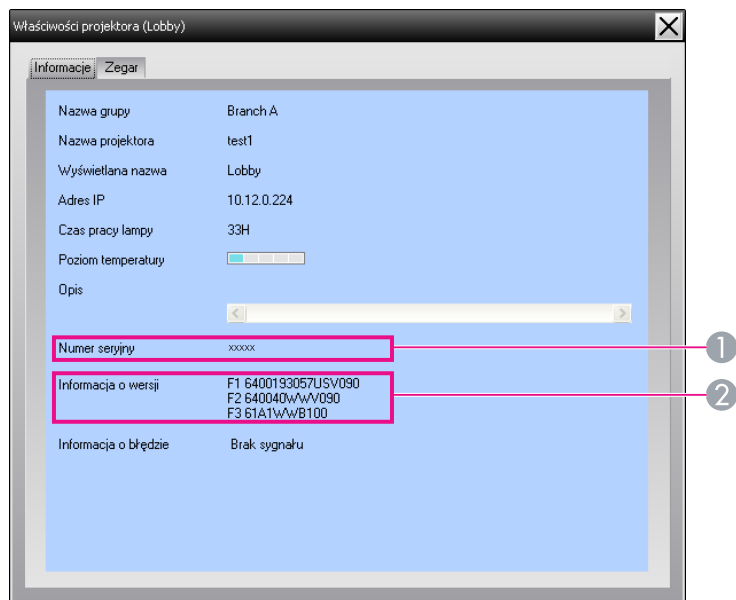 Właściwości projektora (Lobby)
Informacje Zegar
Nazwa grupy Branch A
Nazwa projektora test1
Wyświetlana nazwa Lobby
Adres IP 10.12.0.224
Czas pracy lampy 33H
Poziom temperatury
Opis
Numer seryjny xxxxx
1
Informacja o wersji F1 6400193057USV090
F2 640040WWV090
2
F3 61A1WWB100
Informacja o błędzie Brak sygnału